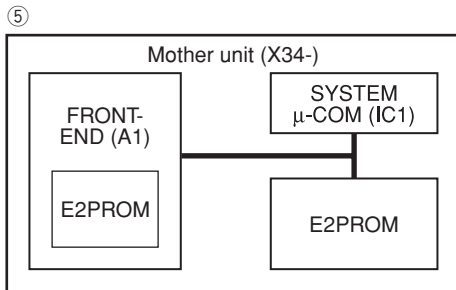 ⑤
Mother unit (X34-)
FRONT-
END (A1)
E2PROM
SYSTEM
μ-COM (IC1)
E2PROM